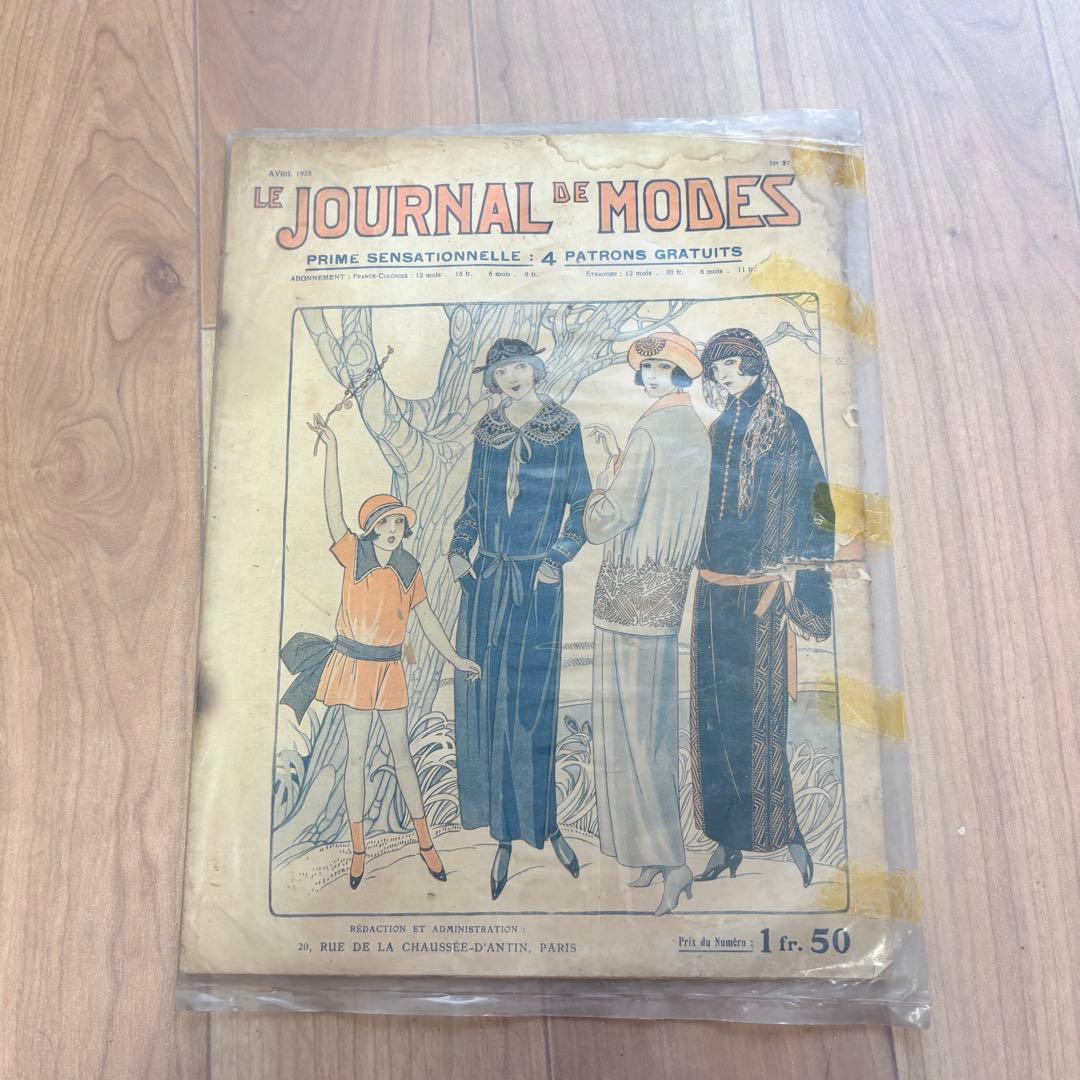 AVRIL 1923
Nº 27
LE JOURNAL DE MODES
PRIME SENSATIONNELLE : 4 PATRONS GRATUITS
ABONNEMENT : FRANCE-COLONIES : 12 mois . 15 fr. 6 mois . 8 fr. ETRANGER : 12 mois . 20 fr. 6 mois . 11 fr.
RÉDACTION ET ADMINISTRATION :
20, RUE DE LA CHAUSSÉE-D'ANTIN, PARIS
Prix du Numéro : 1 fr. 50